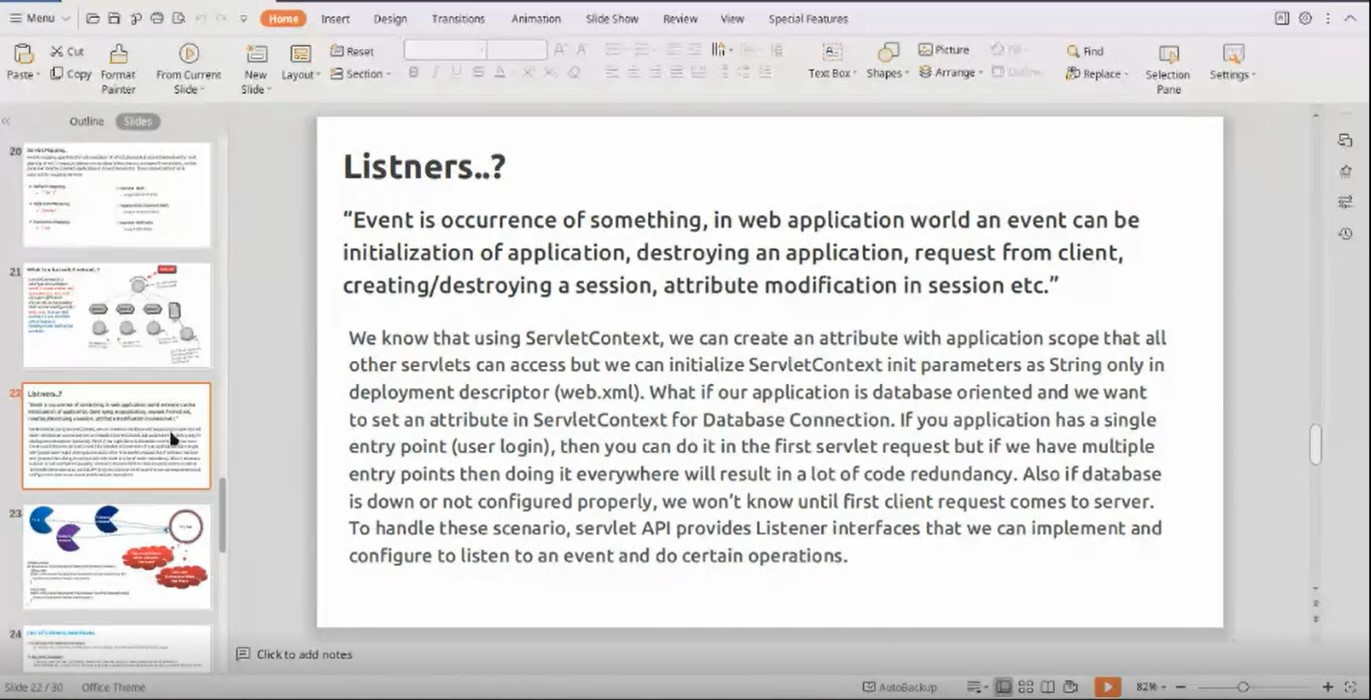 Menu Home Insert Design Transitions Animation Slide Show Review View Special Features
Cut Reset Picture Find
Paste Copy Format From Current New Layout Section Text Box Shapes Arrange Replace Selection Settings
Painter Slide Slide Pane
Outline Slides
20
21
22
23
24
Listners..?
“Event is occurrence of something, in web application world an event can be
initialization of application, destroying an application, request from client,
creating/destroying a session, attribute modification in session etc.”
We know that using ServletContext, we can create an attribute with application scope that all
other servlets can access but we can initialize ServletContext init parameters as String only in
deployment descriptor (web.xml). What if our application is database oriented and we want
to set an attribute in ServletContext for Database Connection. If you application has a single
entry point (user login), then you can do it in the first servlet request but if we have multiple
entry points then doing it everywhere will result in a lot of code redundancy. Also if database
is down or not configured properly, we won’t know until first client request comes to server.
To handle these scenario, servlet API provides Listener interfaces that we can implement and
configure to listen to an event and do certain operations.
Click to add notes
Slide 22 / 30 Office Theme AutoBackup 82%